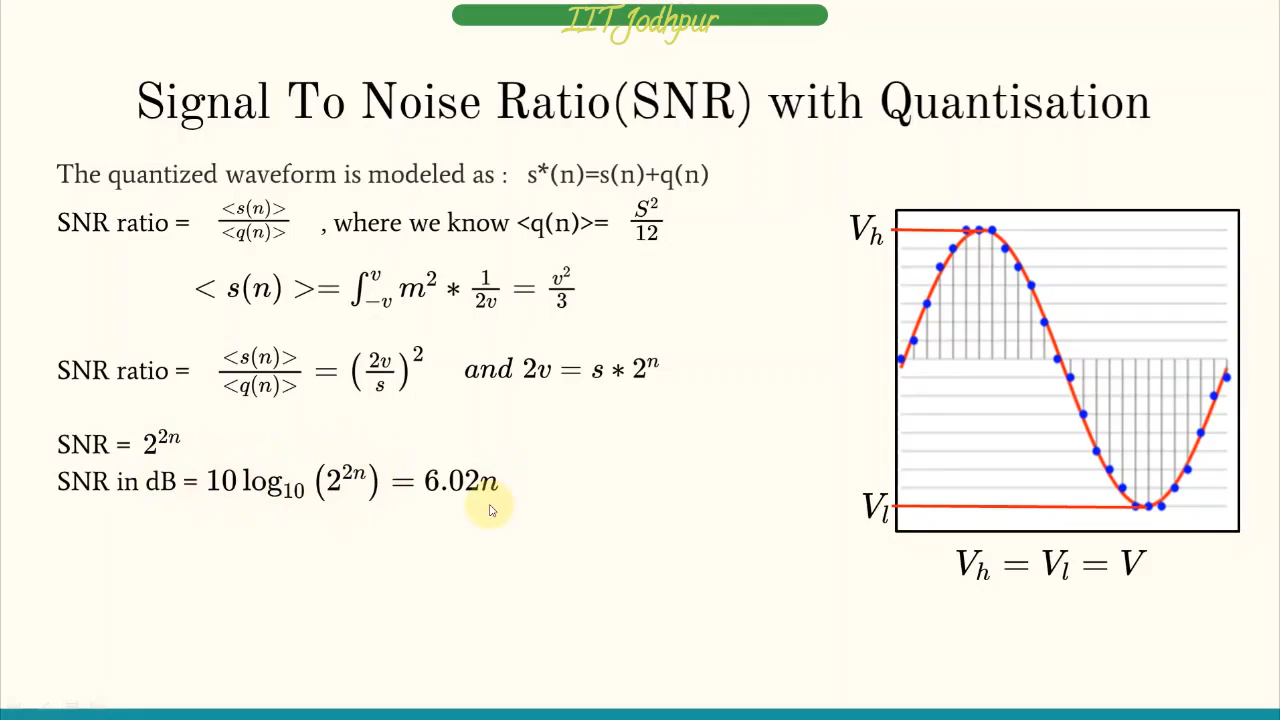 IIT Jodhpur
Signal To Noise Ratio(SNR) with Quantisation
The quantized waveform is modeled as : s*(n)=s(n)+q(n)
SNR ratio = <s(n)>/<q(n)> , where we know <q(n)>= S²/12
< s(n) >= ∫₋ᵥᵛ m² * 1/2v = v²/3
SNR ratio = <s(n)>/<q(n)> = (2v/s)² and 2v = s * 2ⁿ
SNR = 2²ⁿ
SNR in dB = 10 log₁₀ (2²ⁿ) = 6.02n
Vₕ
Vₗ
Vₕ = Vₗ = V